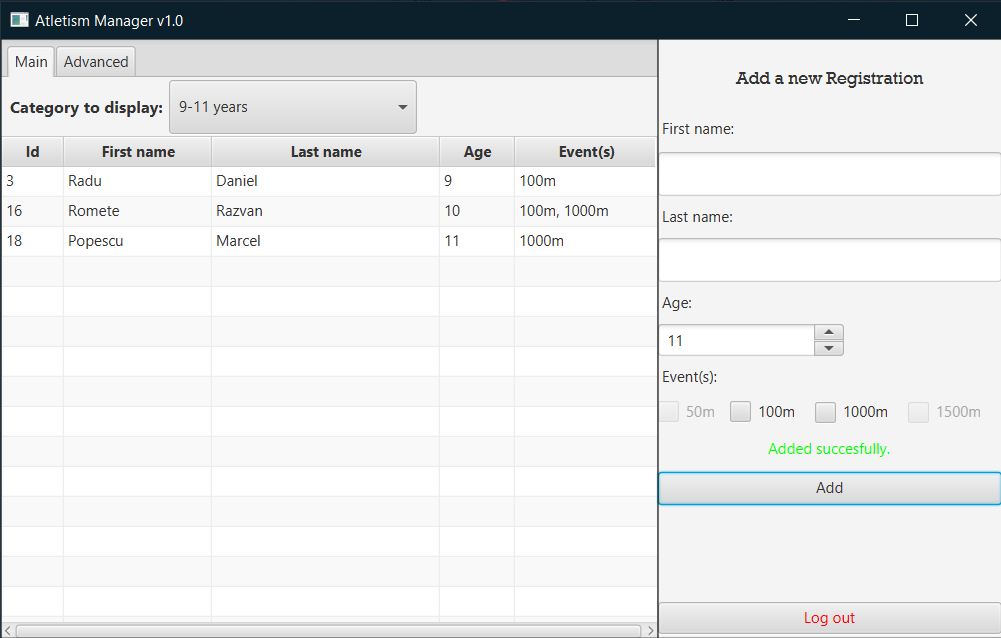 Atletism Manager v1.0
Main Advanced
Category to display: 9-11 years
Id First name Last name Age Event(s)
3 Radu Daniel 9 100m
16 Romete Razvan 10 100m, 1000m
18 Popescu Marcel 11 1000m
Add a new Registration
First name:
Last name:
Age:
11
Event(s):
50m 100m 1000m 1500m
Added succesfully.
Add
Log out